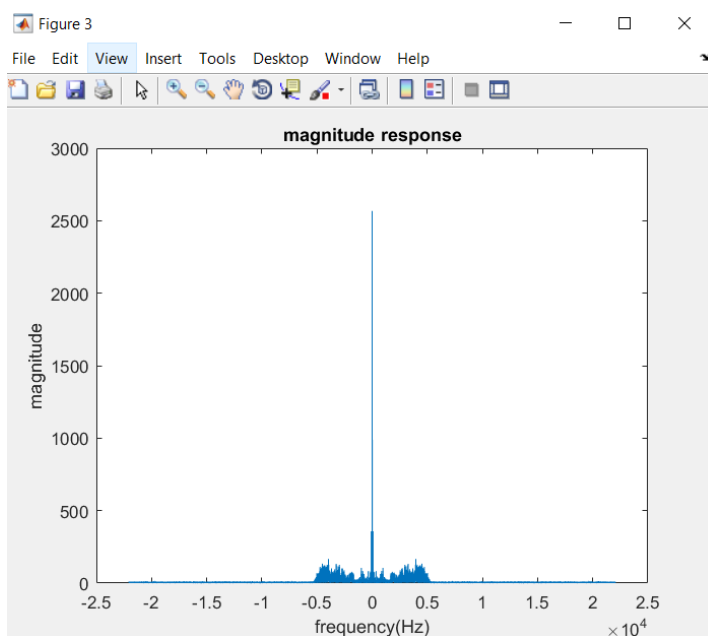 Figure 3
File Edit View Insert Tools Desktop Window Help
magnitude response
3000
2500
2000
1500
1000
500
0
magnitude
-2.5 -2 -1.5 -1 -0.5 0 0.5 1 1.5 2 2.5
frequency(Hz)
×10⁴